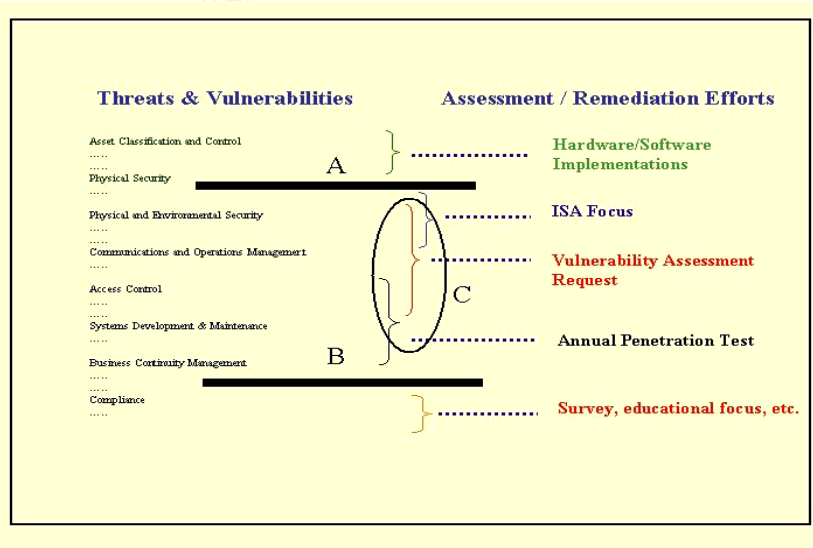 Threats & Vulnerabilities
Assessment / Remediation Efforts
Asset Classification and Control
.....
.....
Physical Security
.....
Physical and Environmental Security
.....
.....
Communications and Operations Management
.....
Access Control
.....
.....
Systems Development & Maintenance
.....
Business Continuity Management
.....
.....
Compliance
.....
A
B
C
Hardware/Software
Implementations
ISA Focus
Vulnerability Assessment
Request
Annual Penetration Test
Survey, educational focus, etc.